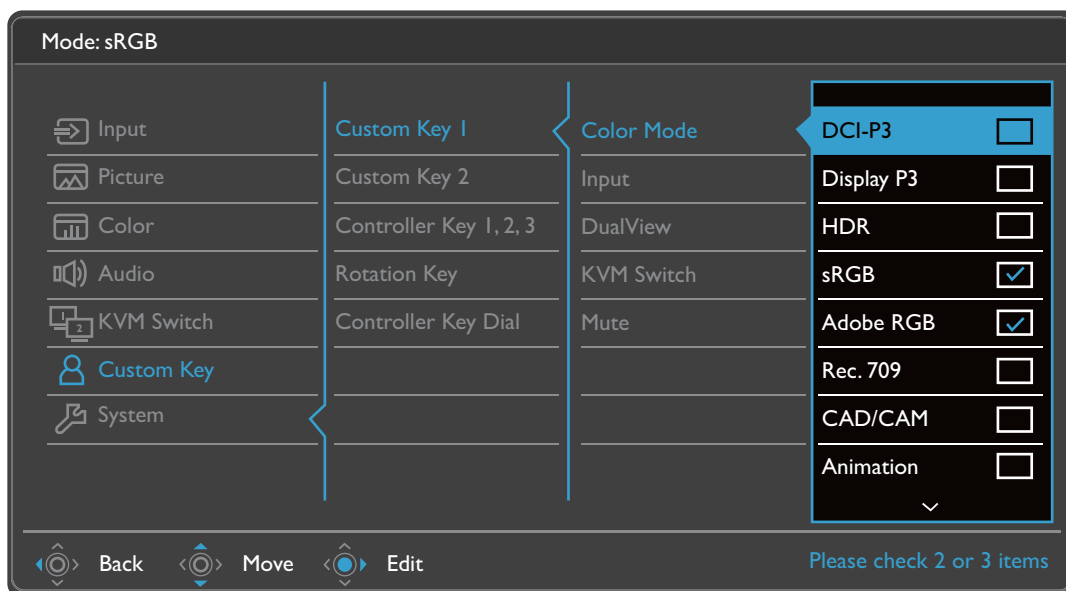 Mode: sRGB
Input
Picture
Color
Audio
1 2 KVM Switch
Custom Key
System
Custom Key 1
Custom Key 2
Controller Key 1, 2, 3
Rotation Key
Controller Key Dial
Color Mode
Input
DualView
KVM Switch
Mute
DCI-P3
Display P3
HDR
sRGB
Adobe RGB
Rec. 709
CAD/CAM
Animation
Back Move Edit Please check 2 or 3 items